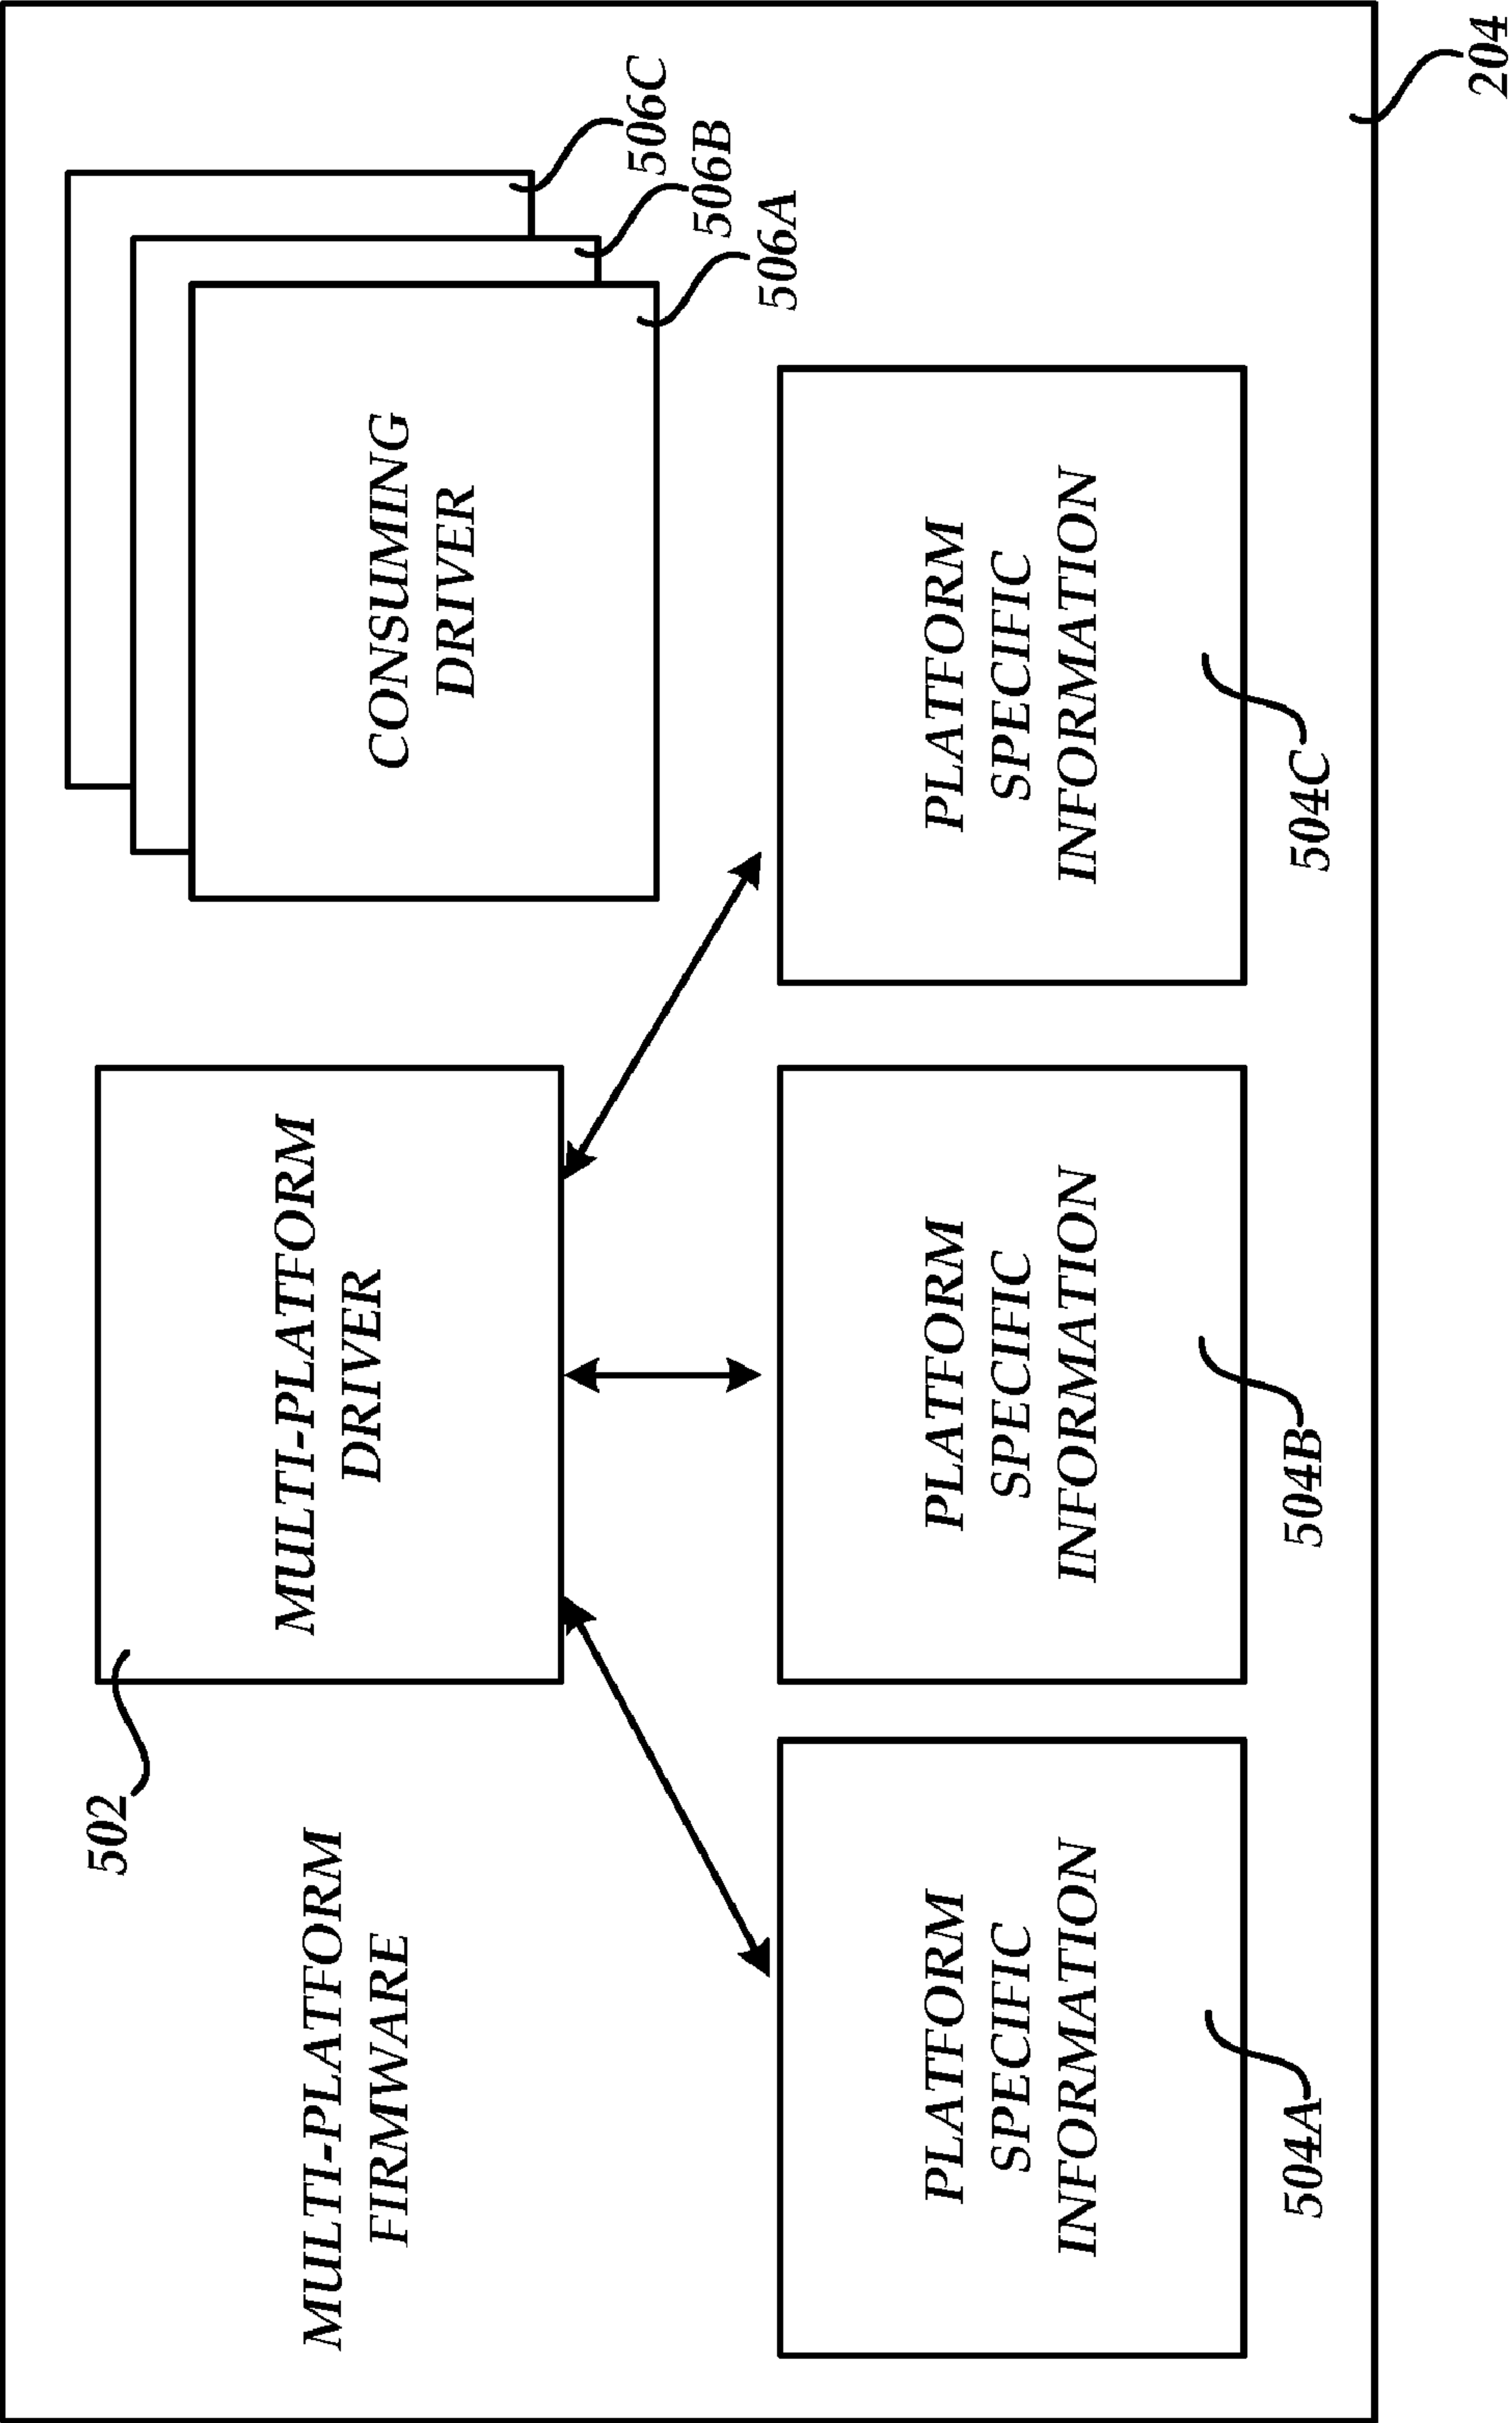 502
MULTI-PLATFORM
FIRMWARE
MULTI-PLATFORM
DRIVER
CONSUMING
DRIVER
506C
506B
506A
PLATFORM
SPECIFIC
INFORMATION
504A
PLATFORM
SPECIFIC
INFORMATION
504B
PLATFORM
SPECIFIC
INFORMATION
504C
204